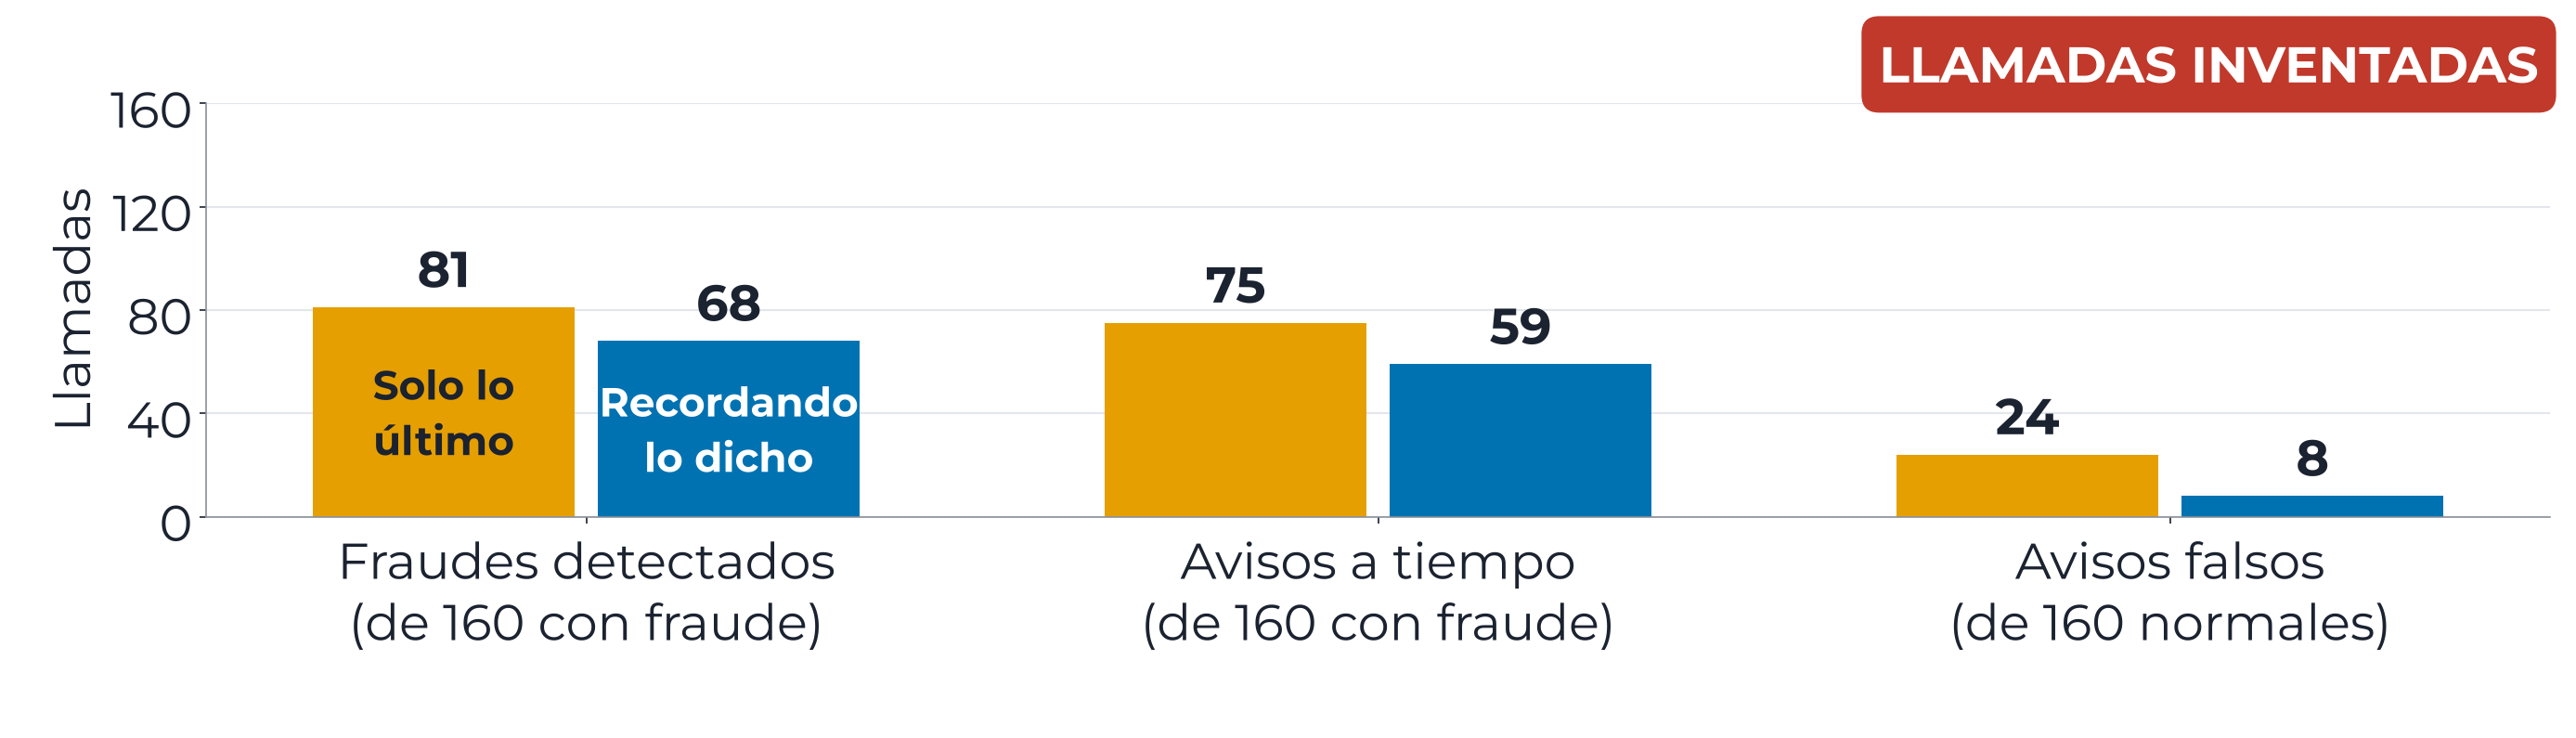 LLAMADAS INVENTADAS
Llamadas
160
120
80
40
0
81
68
75
59
24
8
Solo lo
último
Recordando
lo dicho
Fraudes detectados
(de 160 con fraude)
Avisos a tiempo
(de 160 con fraude)
Avisos falsos
(de 160 normales)